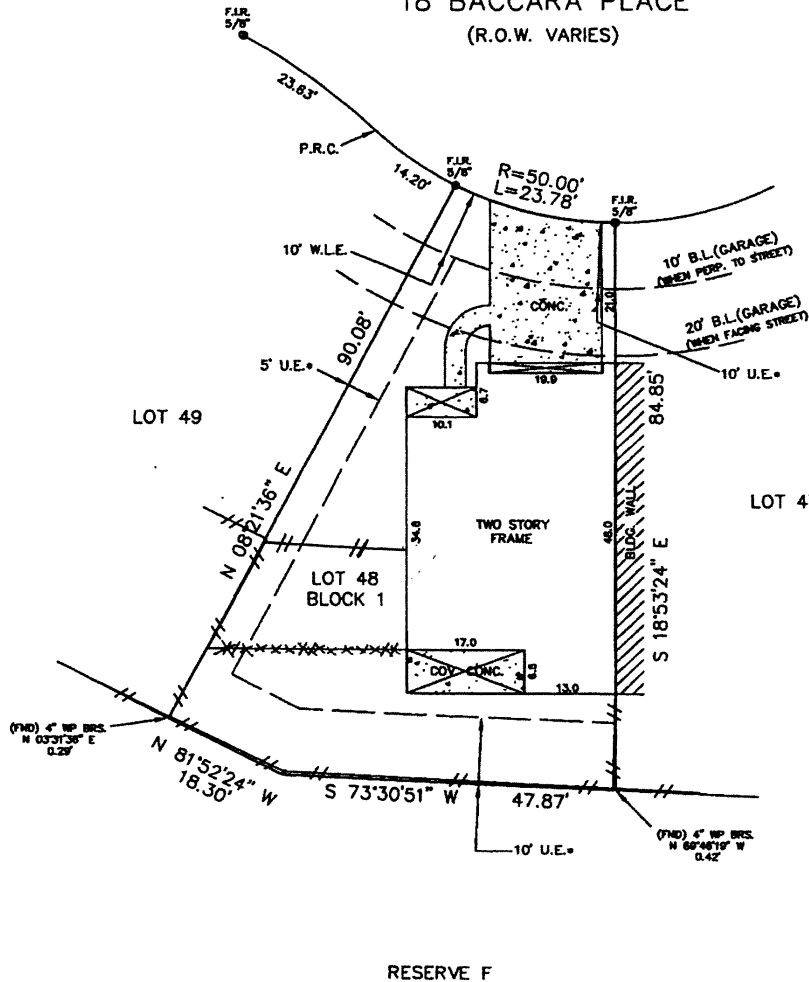 18 BACCARA PLACE
(R.O.W. VARIES)
F.I.R.
5/8"
23.83'
P.R.C.
14.20'
F.I.R.
5/8"
R=50.00'
L=23.78'
F.I.R.
5/8"
10' W.L.E.
10' B.L.(GARAGE)
(WHEN PERP. TO STREET)
CONC.
21.0
20' B.L.(GARAGE)
(WHEN FACING STREET)
90.08'
5' U.E.*
10' U.E.*
19.9
6.7
10.1
84.85'
LOT 49
LOT 4
N 08°21'36" E
34.8
TWO STORY
FRAME
48.0
BLDG. WALL
S 18°53'24" E
LOT 48
BLOCK 1
17.0
COV. CONC.
6.5
13.0
(FND) 4" WP BRS.
N 03°31'36" E
0.29'
N 81°52'24" W
18.30'
S 73°30'51" W
47.87'
(FND) 4" WP BRS.
N 69°46'19" W
0.42'
10' U.E.*
RESERVE F